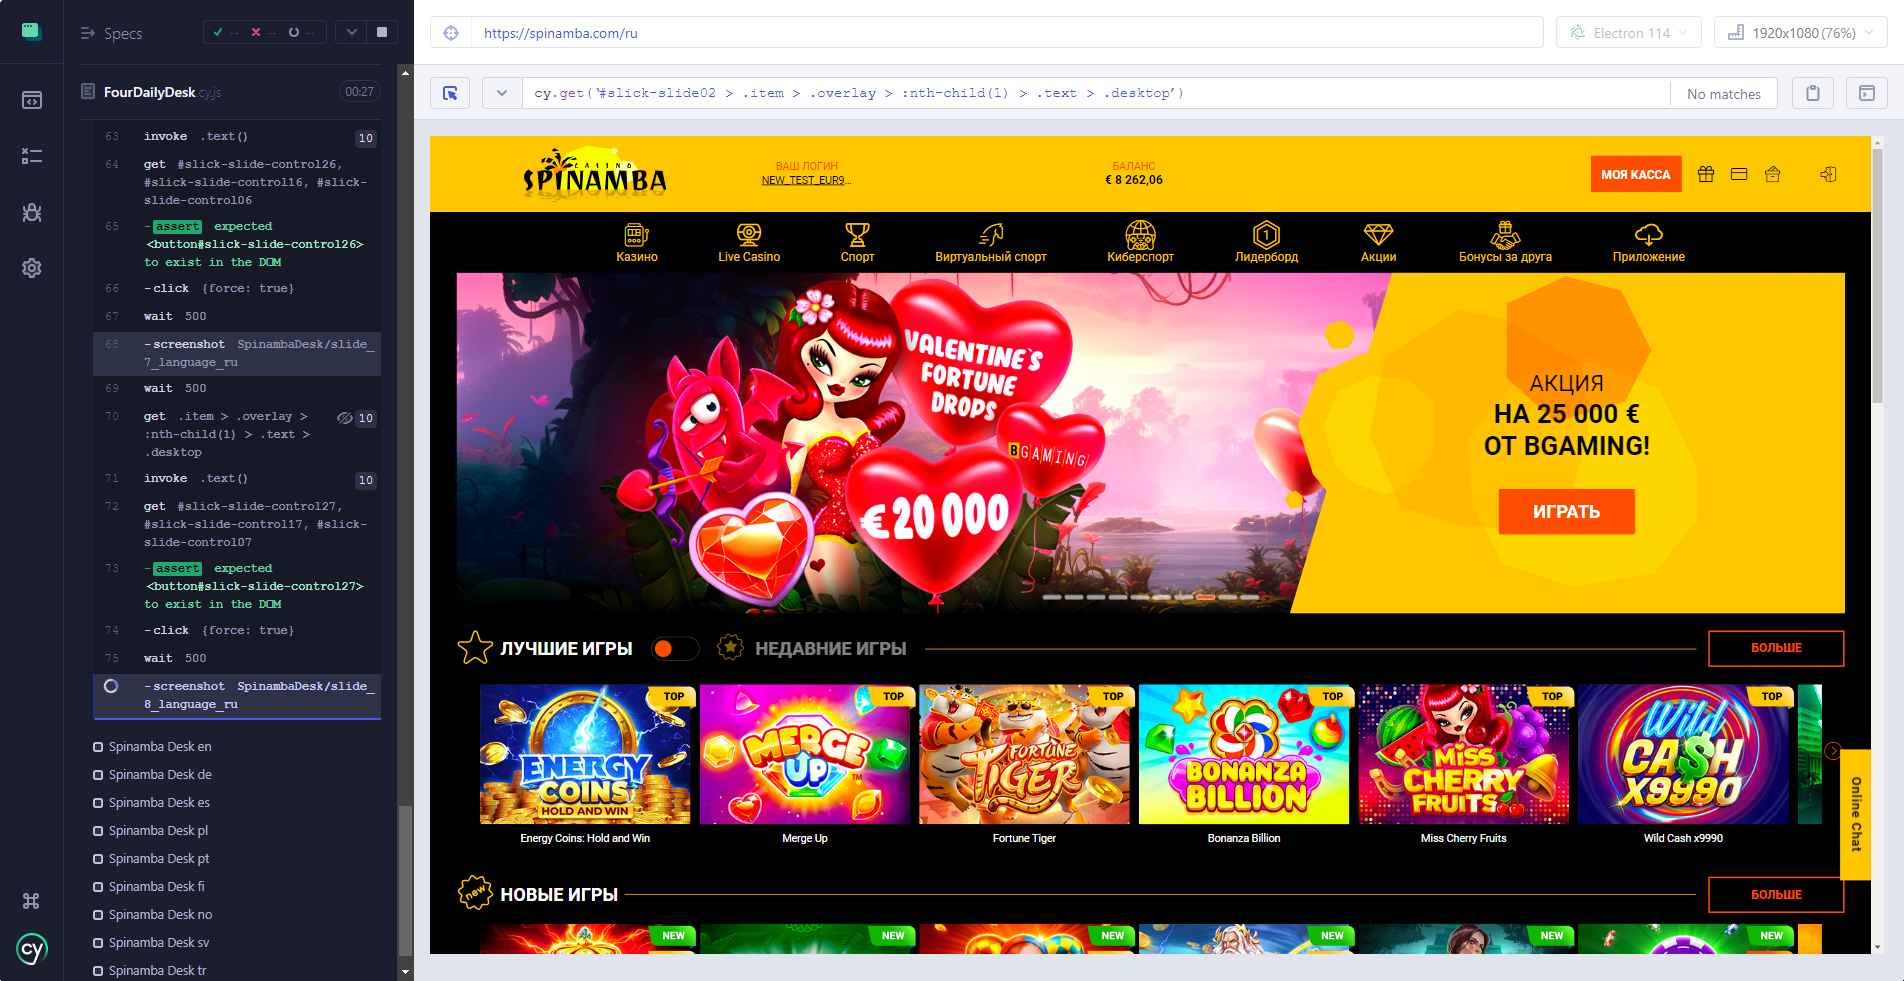 Specs
--
--
--
https://spinamba.com/ru
Electron 114
1920x1080 (76%)
FourDailyDesk.cy.js
00:27
cy.get('#slick-slide02 > .item > .overlay > :nth-child(1) > .text > .desktop')
No matches
63 invoke .text() 10
64 get #slick-slide-control26,
#slick-slide-control16, #slick-
slide-control06
65 -assert expected
<button#slick-slide-control26>
to exist in the DOM
66 -click {force: true}
67 wait 500
68 -screenshot SpinambaDesk/slide_
7_language_ru
69 wait 500
70 get .item > .overlay > 10
:nth-child(1) > .text >
.desktop
71 invoke .text() 10
72 get #slick-slide-control27,
#slick-slide-control17, #slick-
slide-control07
73 -assert expected
<button#slick-slide-control27>
to exist in the DOM
74 -click {force: true}
75 wait 500
-screenshot SpinambaDesk/slide_
8_language_ru
Spinamba Desk en
Spinamba Desk de
Spinamba Desk es
Spinamba Desk pl
Spinamba Desk pt
Spinamba Desk fi
Spinamba Desk no
Spinamba Desk sv
Spinamba Desk tr
cy
CASINO
SPINAMBA
ВАШ ЛОГИН
NEW_TEST_EUR9...
БАЛАНС
€ 8 262,06
МОЯ КАССА
Казино
Live Casino
Спорт
Виртуальный спорт
Киберспорт
1
Лидерборд
Акции
Бонусы за друга
Приложение
VALENTINE'S
FORTUNE
DROPS
BGAMING
€20 000
АКЦИЯ
НА 25 000 €
ОТ BGAMING!
ИГРАТЬ
ЛУЧШИЕ ИГРЫ
НЕДАВНИЕ ИГРЫ
БОЛЬШЕ
TOP
ENERGY
COINS
HOLD AND WIN
Energy Coins: Hold and Win
TOP
MERGE
UP
TM
Merge Up
TOP
FORTUNE
TIGER
Fortune Tiger
TOP
BONANZA
BILLION
Bonanza Billion
TOP
MISS
CHERRY
FRUITS
Miss Cherry Fruits
TOP
Wild
CA$H
X9990
Wild Cash x9990
Online Chat
new
НОВЫЕ ИГРЫ
БОЛЬШЕ
NEW
NEW
NEW
NEW
NEW
NEW